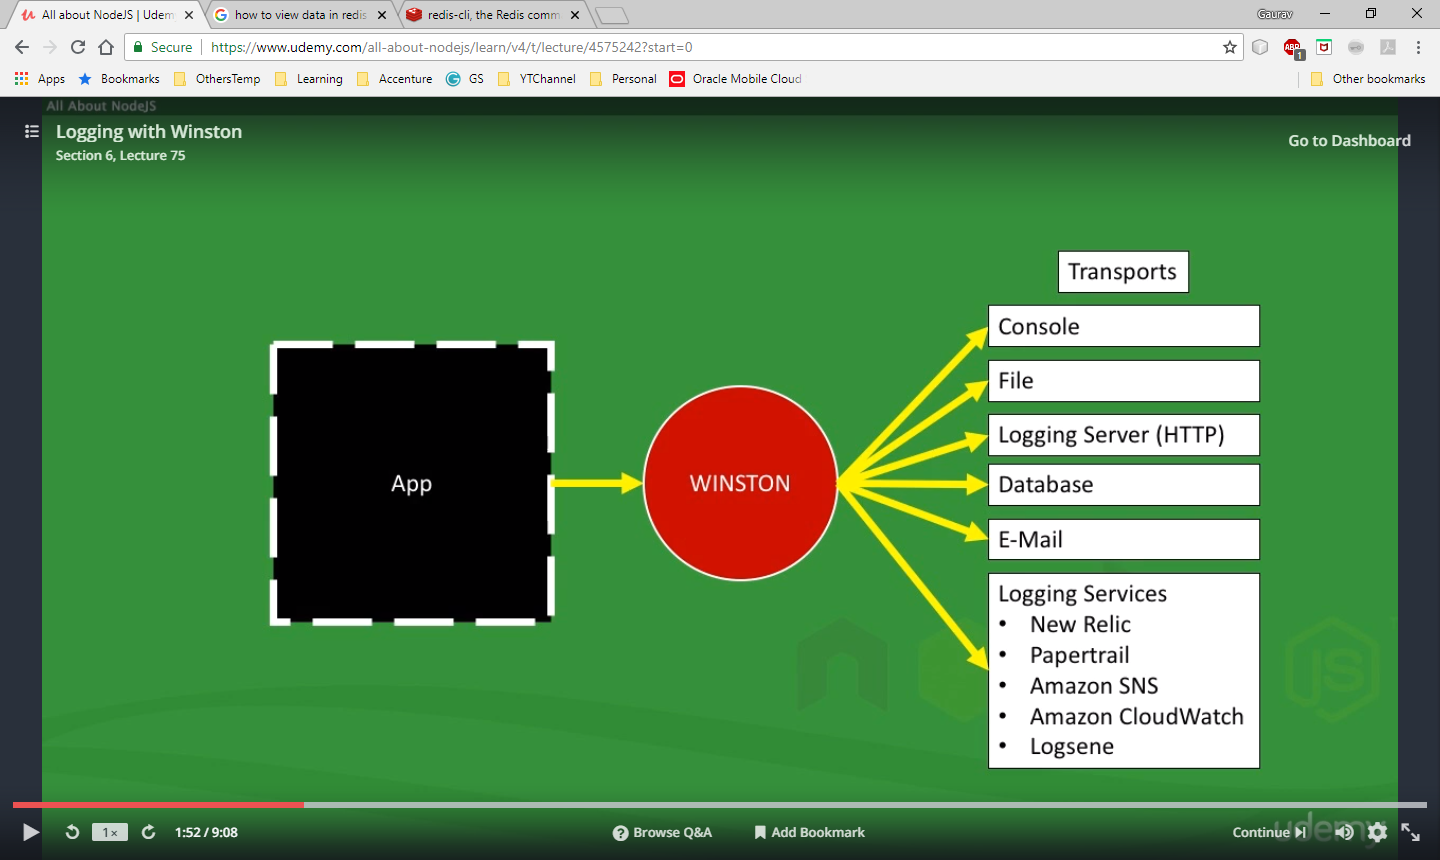 All about NodeJS | Udem
how to view data in redis
redis-cli, the Redis comm
Gaurav
Secure
https://www.udemy.com/all-about-nodejs/learn/v4/t/lecture/4575242?start=0
ABP
1
Apps
Bookmarks
OthersTemp
Learning
Accenture
GS
YTChannel
Personal
Oracle Mobile Cloud
Other bookmarks
All About NodeJS
Logging with Winston
Section 6, Lecture 75
Go to Dashboard
Transports
Console
File
Logging Server (HTTP)
Database
E-Mail
Logging Services
• New Relic
• Papertrail
• Amazon SNS
• Amazon CloudWatch
• Logsene
App
WINSTON
JS
1x
1:52 / 9:08
Browse Q&A
Add Bookmark
Continue
udemy